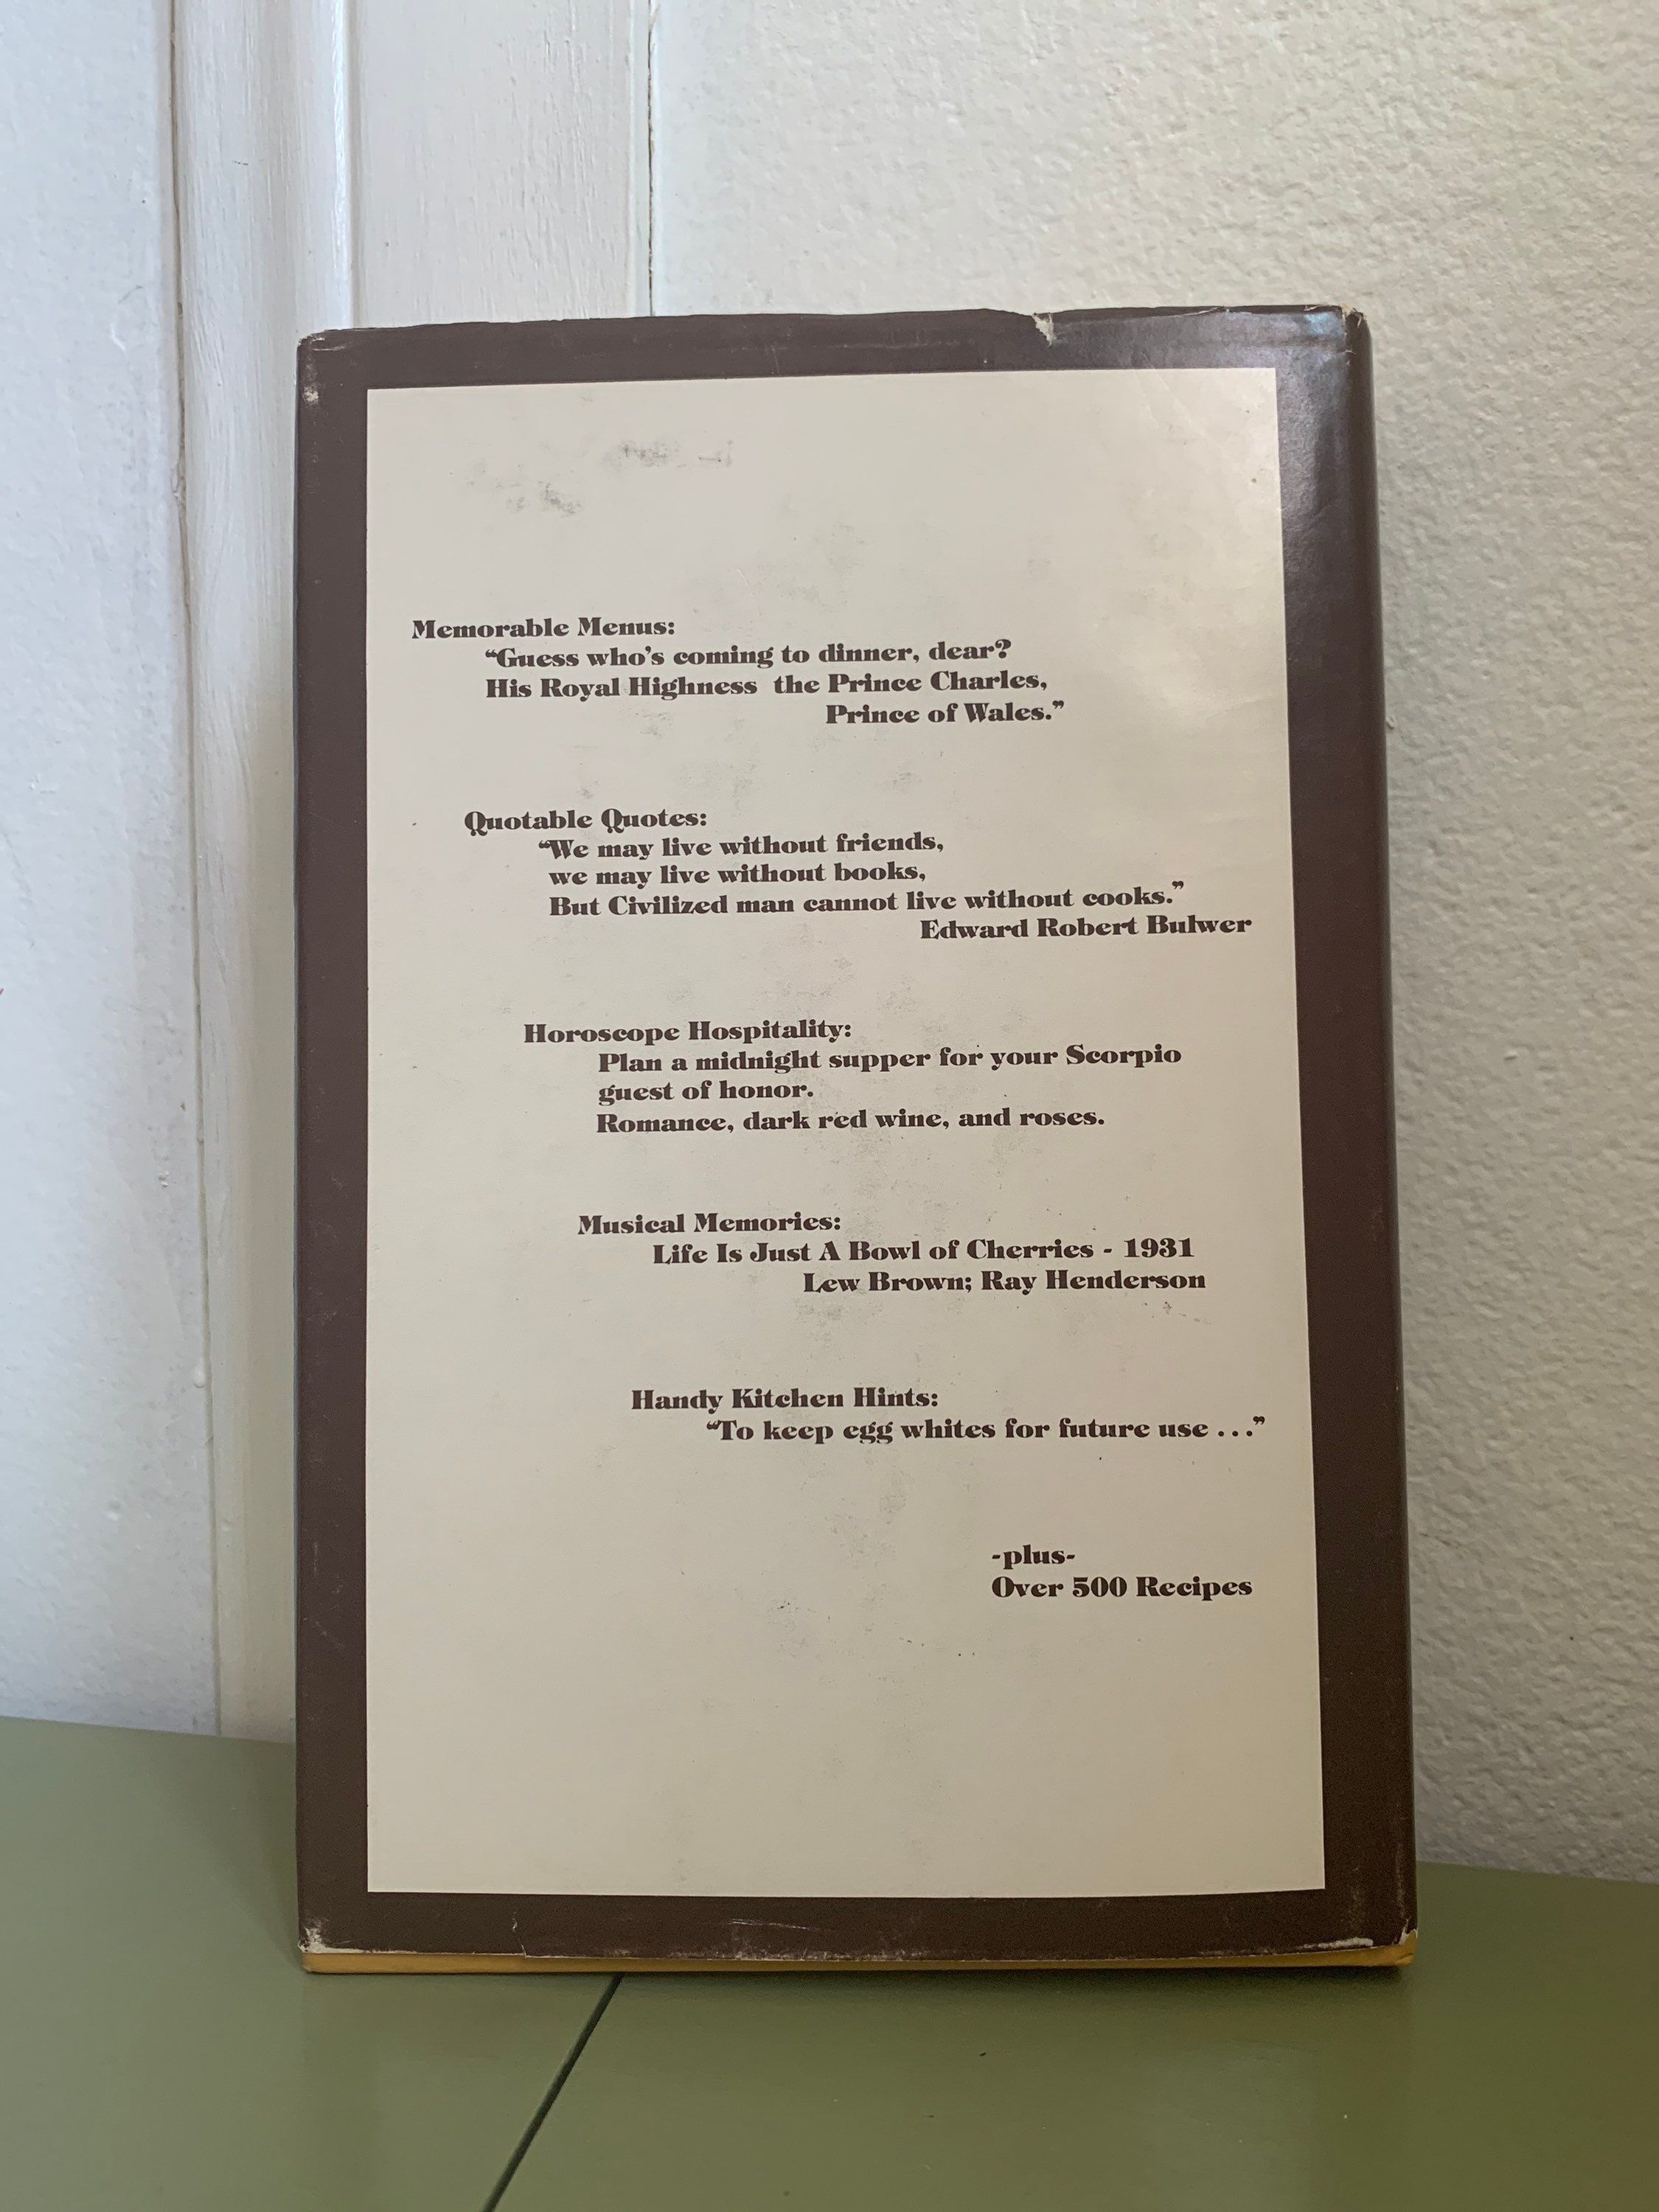 Memorable Menus:
“Guess who’s coming to dinner, dear?
His Royal Highness the Prince Charles,
Prince of Wales.”
Quotable Quotes:
“We may live without friends,
we may live without books,
But Civilized man cannot live without cooks.”
Edward Robert Bulwer
Horoscope Hospitality:
Plan a midnight supper for your Scorpio
guest of honor.
Romance, dark red wine, and roses.
Musical Memories:
Life Is Just A Bowl of Cherries - 1931
Lew Brown; Ray Henderson
Handy Kitchen Hints:
“To keep egg whites for future use . . .”
-plus-
Over 500 Recipes